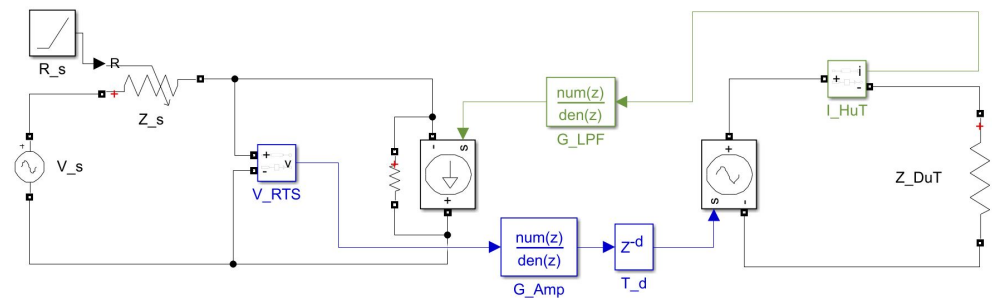 R_s
R
Z_s
V_s
+
+
-
v
V_RTS
+
-
s
+
num(z)
den(z)
G_LPF
num(z)
den(z)
G_Amp
Z-d
T_d
+
s
-
+
i
-
I_HuT
+
Z_DuT
+
+